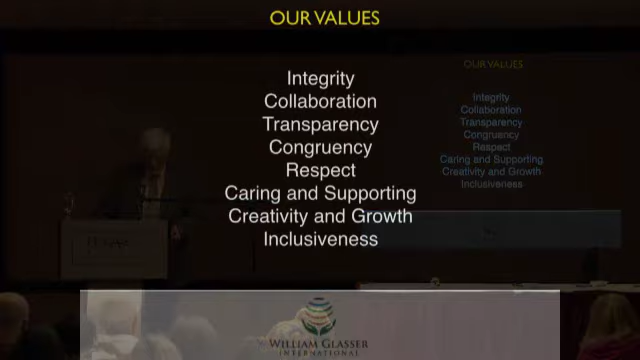 OUR VALUES
Integrity
Collaboration
Transparency
Congruency
Respect
Caring and Supporting
Creativity and Growth
Inclusiveness
OUR VALUES
Integrity
Collaboration
Transparency
Congruency
Respect
Caring and Supporting
Creativity and Growth
Inclusiveness
WILLIAM GLASSER
INTERNATIONAL